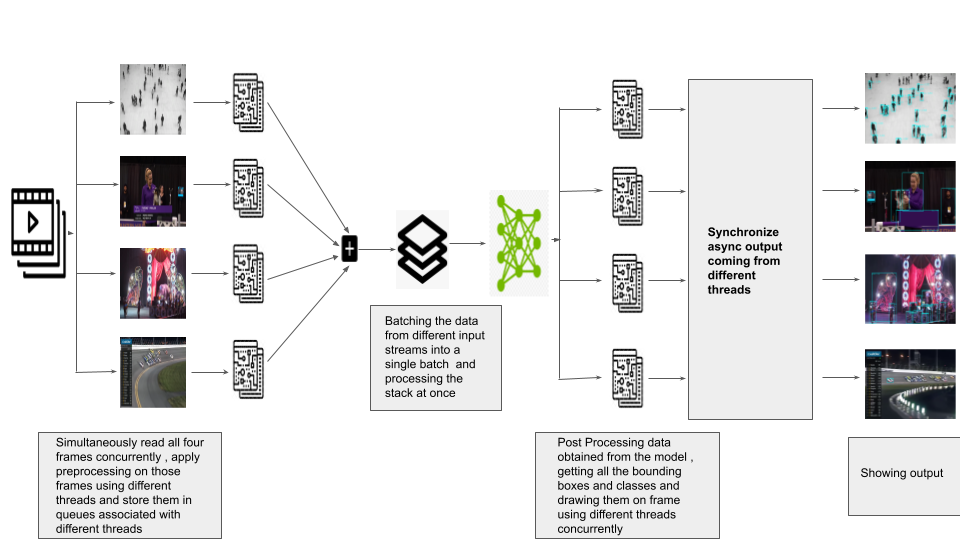 Synchronize
async output
coming from
different
threads
Batching the data
from different input
streams into a
single batch and
processing the
stack at once
Simultaneously read all four
frames concurrently , apply
preprocessing on those
frames using different
threads and store them in
queues associated with
different threads
Post Processing data
obtained from the model ,
getting all the bounding
boxes and classes and
drawing them on frame
using different threads
concurrently
Showing output